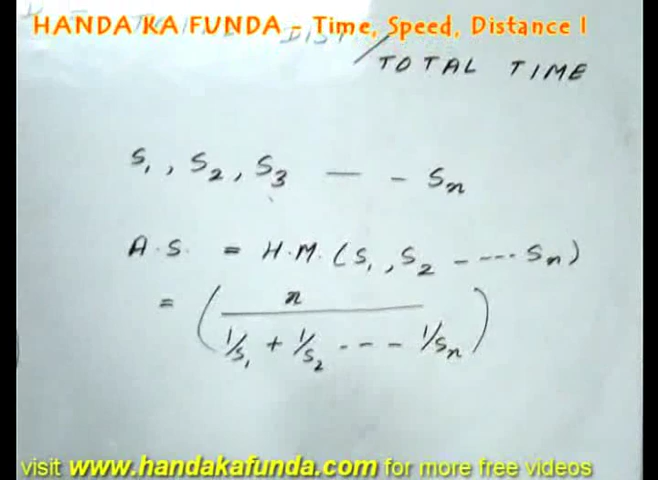 HANDA KA FUNDA - Time, Speed, Distance I
/ TOTAL TIME
S₁, S₂, S₃ — - Sₙ
A.S. = H.M. (S₁, S₂ - ---- Sₙ)
= ( n
1/S₁ + 1/S₂ - - - 1/Sₙ )
visit www.handakafunda.com for more free videos